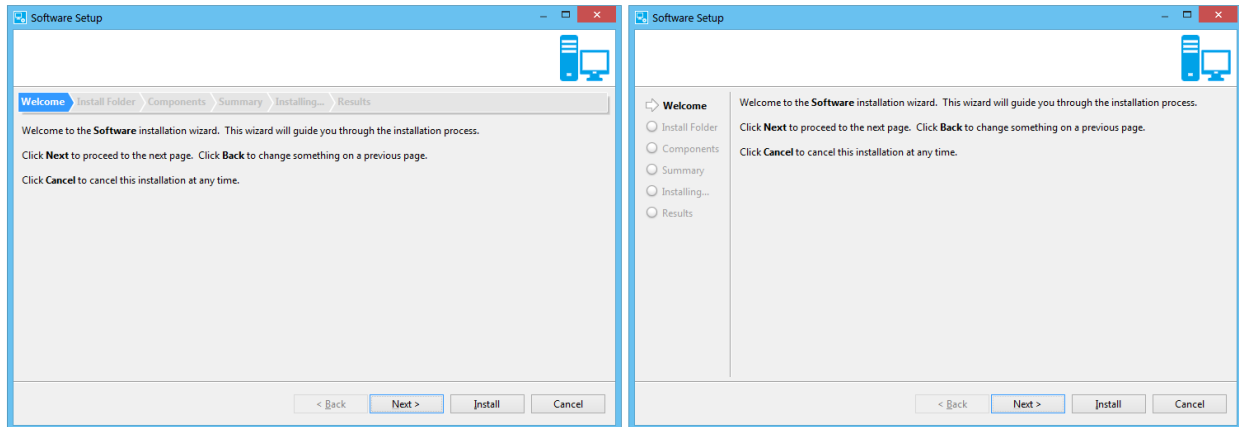 Software Setup
Welcome Install Folder Components Summary Installing... Results
Welcome to the Software installation wizard. This wizard will guide you through the installation process.
Click Next to proceed to the next page. Click Back to change something on a previous page.
Click Cancel to cancel this installation at any time.
< Back Next > Install Cancel
Software Setup
Welcome
Install Folder
Components
Summary
Installing...
Results
Welcome to the Software installation wizard. This wizard will guide you through the installation process.
Click Next to proceed to the next page. Click Back to change something on a previous page.
Click Cancel to cancel this installation at any time.
< Back Next > Install Cancel